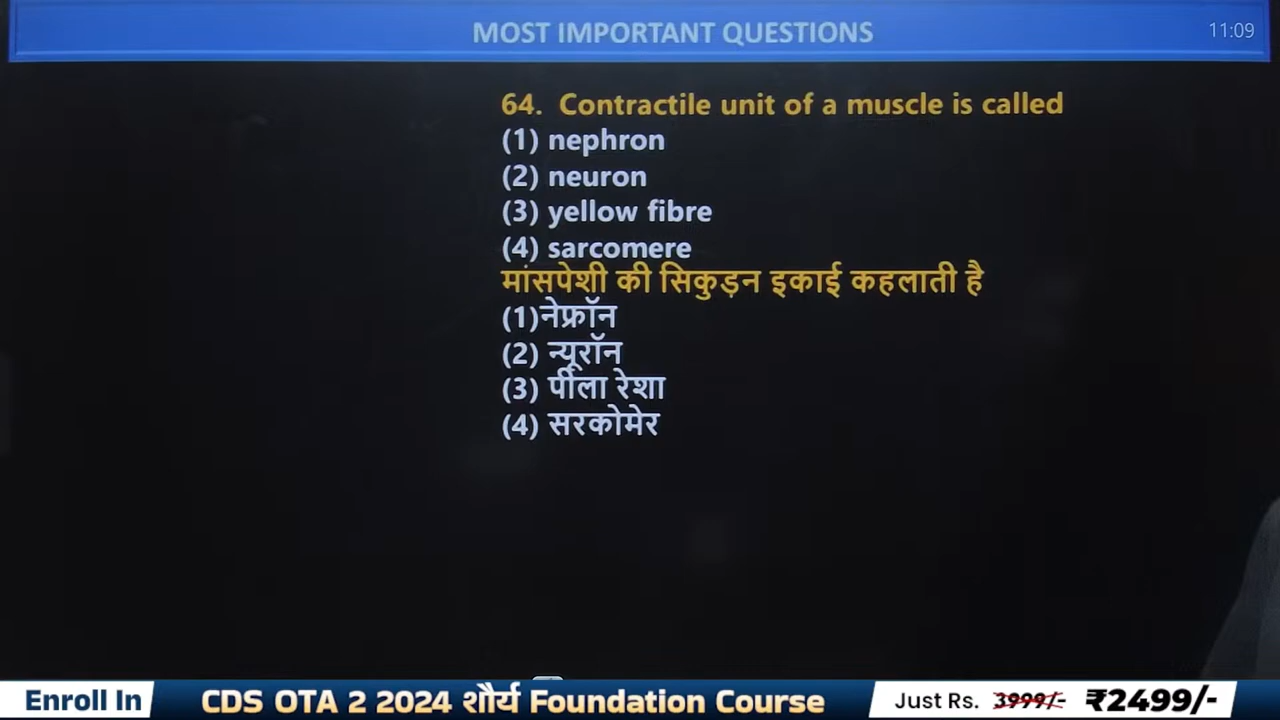 MOST IMPORTANT QUESTIONS
11:09
64. Contractile unit of a muscle is called
(1) nephron
(2) neuron
(3) yellow fibre
(4) sarcomere
मांसपेशी की सिकुड़न इकाई कहलाती है
(1)नेफ्रॉन
(2) न्यूरॉन
(3) पीला रेशा
(4) सरकोमेर
Enroll In CDS OTA 2 2024 शौर्य Foundation Course Just Rs. 3999/- ₹2499/-